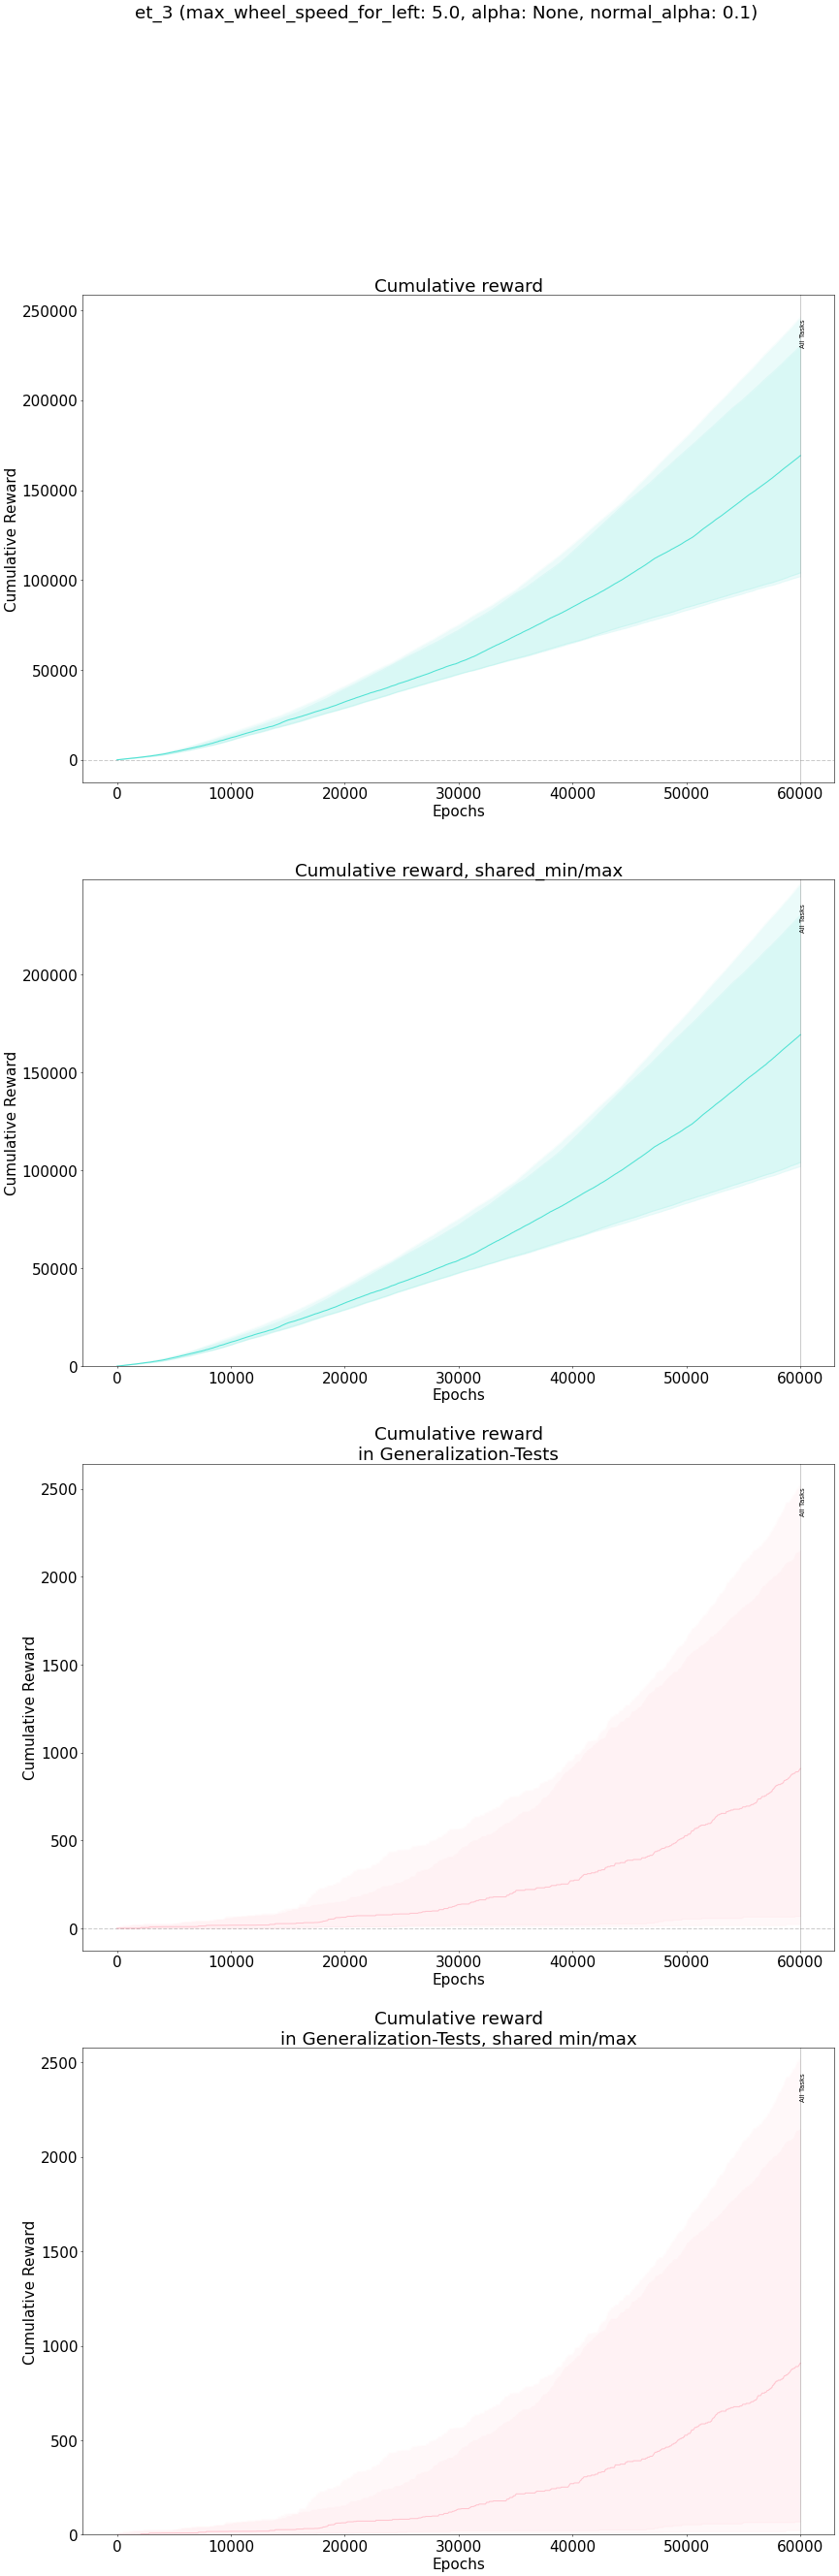 et_3 (max_wheel_speed_for_left: 5.0, alpha: None, normal_alpha: 0.1)
Cumulative reward
250000
200000
150000
100000
50000
0
Cumulative Reward
All Tasks
0 10000 20000 30000 40000 50000 60000
Epochs
Cumulative reward, shared_min/max
200000
150000
100000
50000
0
Cumulative Reward
All Tasks
0 10000 20000 30000 40000 50000 60000
Epochs
Cumulative reward
in Generalization-Tests
2500
2000
1500
1000
500
0
Cumulative Reward
All Tasks
0 10000 20000 30000 40000 50000 60000
Epochs
Cumulative reward
in Generalization-Tests, shared min/max
2500
2000
1500
1000
500
0
Cumulative Reward
All Tasks
0 10000 20000 30000 40000 50000 60000
Epochs